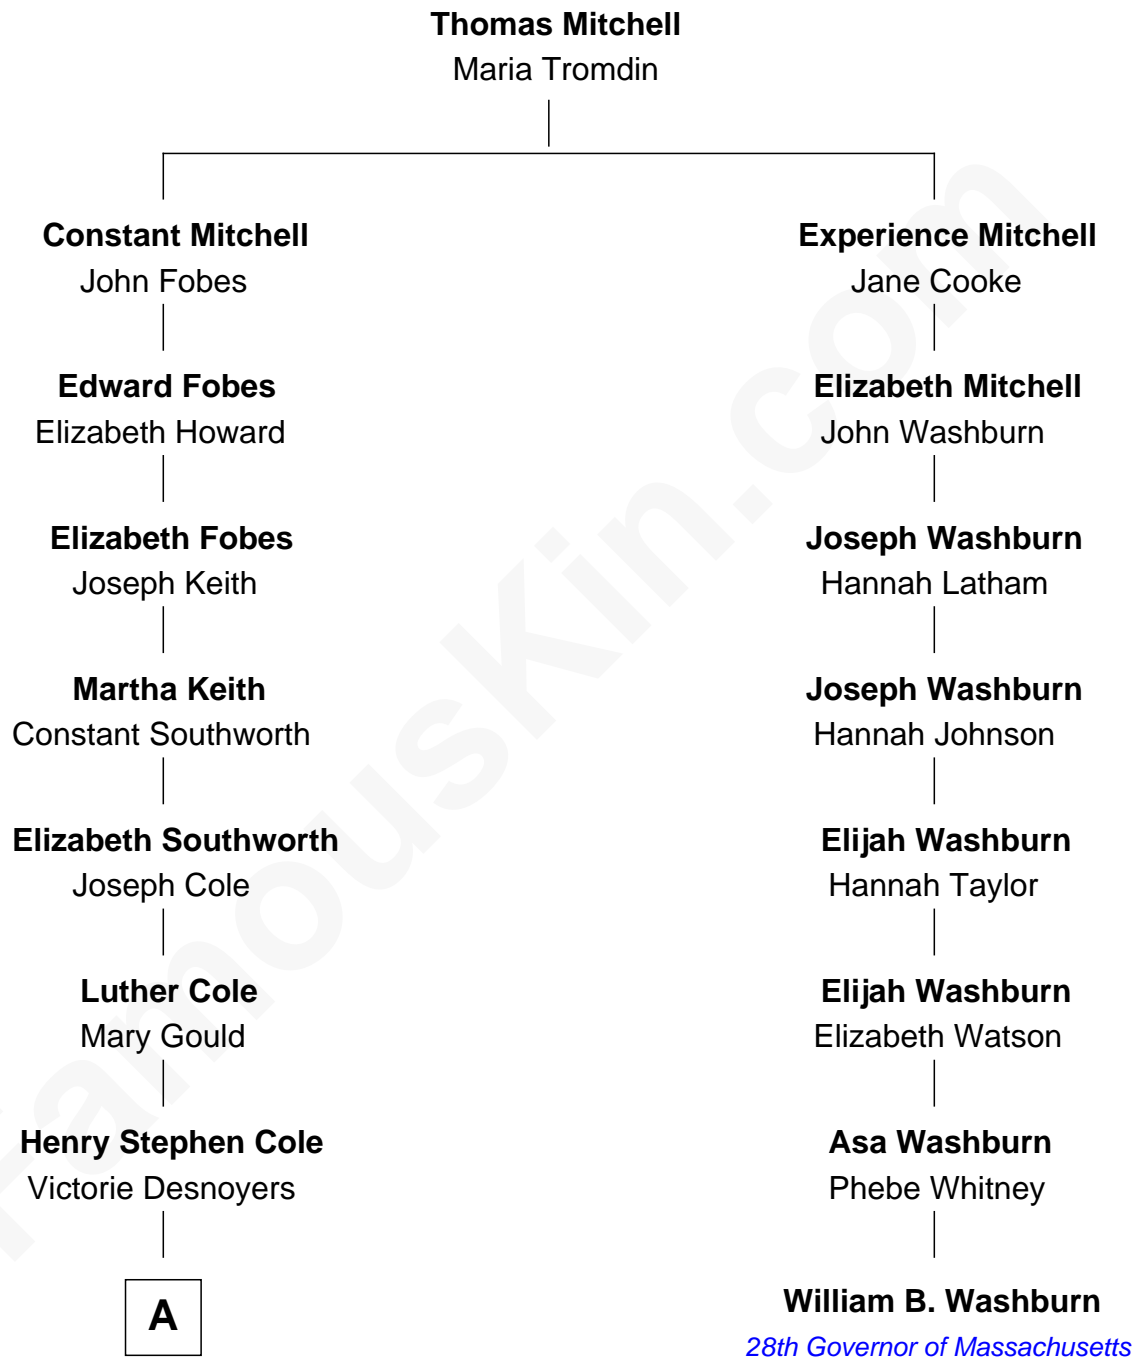 Thomas Mitchell
Maria Tromdin
Constant Mitchell
John Fobes
Experience Mitchell
Jane Cooke
Edward Fobes
Elizabeth Howard
Elizabeth Mitchell
John Washburn
Elizabeth Fobes
Joseph Keith
Joseph Washburn
Hannah Latham
Martha Keith
Constant Southworth
Joseph Washburn
Hannah Johnson
Elizabeth Southworth
Joseph Cole
Elijah Washburn
Hannah Taylor
Luther Cole
Mary Gould
Elijah Washburn
Elizabeth Watson
Henry Stephen Cole
Victorie Desnoyers
Asa Washburn
Phebe Whitney
A
William B. Washburn
28th Governor of Massachusetts
FamousKin.com